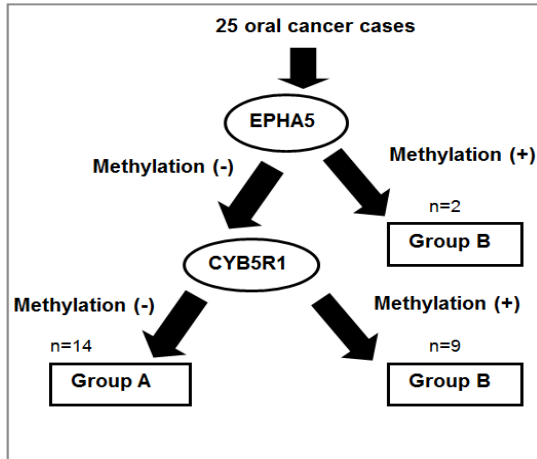 25 oral cancer cases
EPHA5
Methylation (-)
Methylation (+)
n=2
Group B
CYB5R1
Methylation (-)
Methylation (+)
n=14
n=9
Group A
Group B